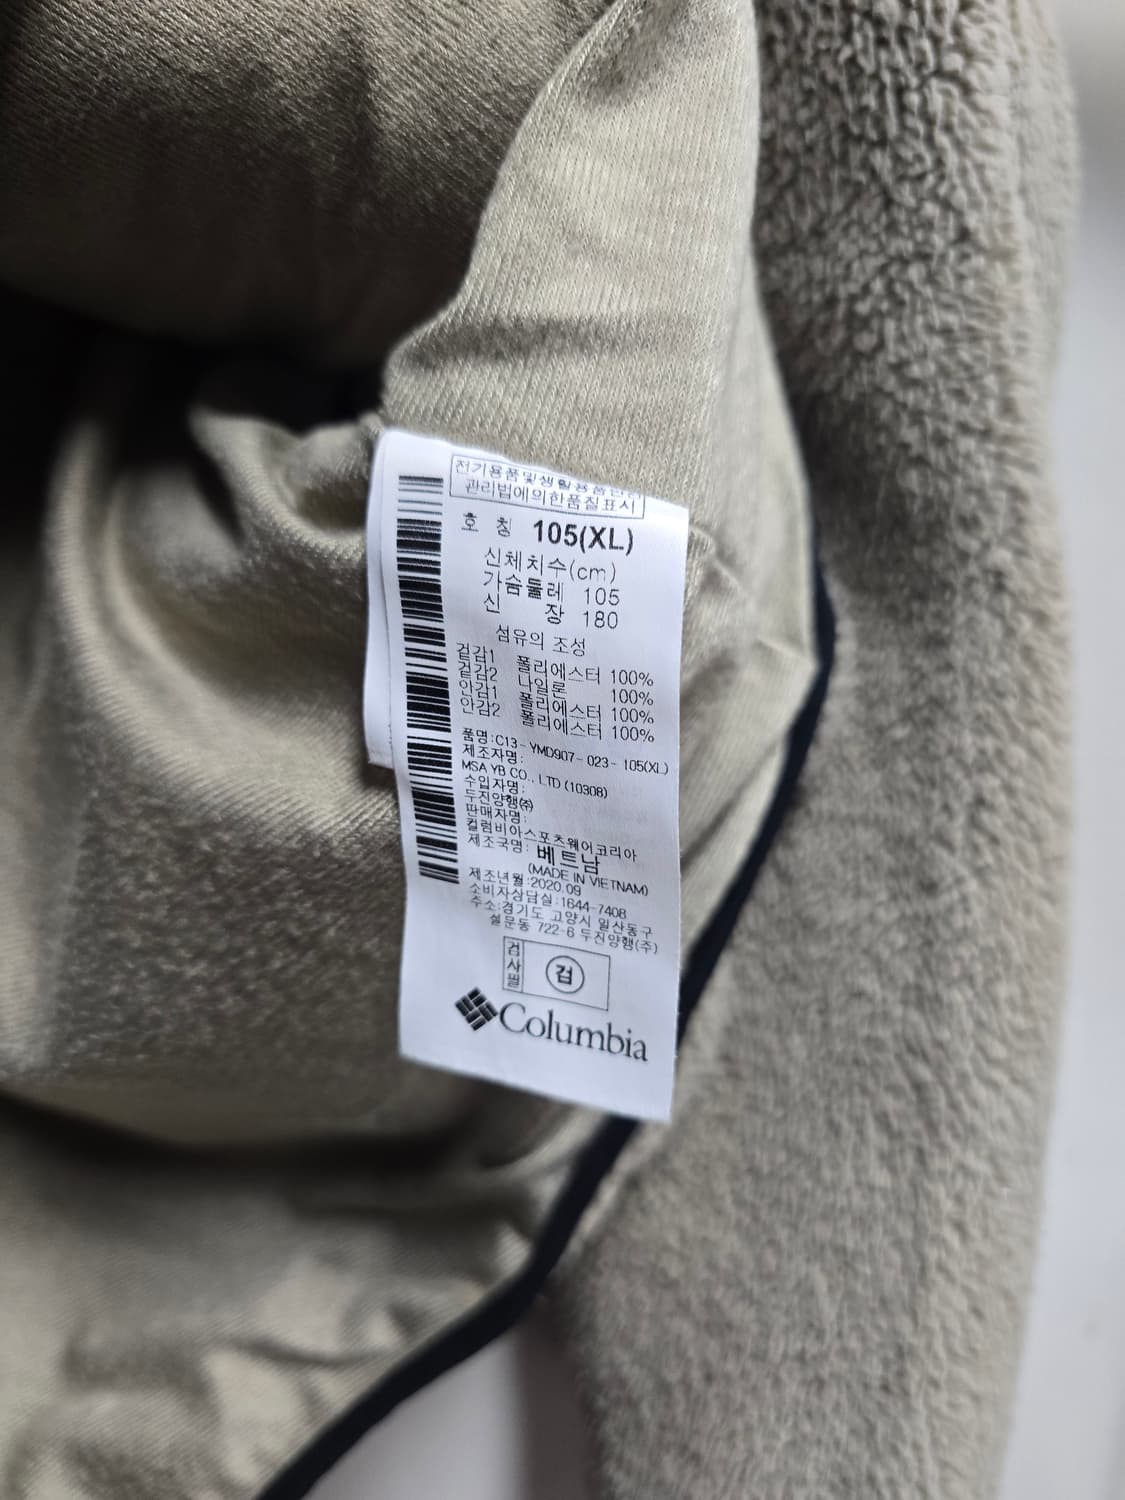 전기용품및생활용품안전
관리법에의한품질표시
호 칭 105(XL)
신체치수(cm)
가슴둘레 105
신 장 180
섬유의 조성
겉감1 폴리에스터 100%
겉감2 나일론 100%
안감1 폴리에스터 100%
안감2 폴리에스터 100%
품명:C13-YMD907-023-105(XL)
제조자명:
MSA YB CO., LTD (10308)
수입자명:
두진양행㈜
판매자명:
컬럼비아스포츠웨어코리아
제조국명: 베트남
(MADE IN VIETNAM)
제조년월:2020.09
소비자상담실:1644-7408
주소:경기도 고양시 일산동구
설문동 722-6 두진양행(주)
검사필 검
Columbia